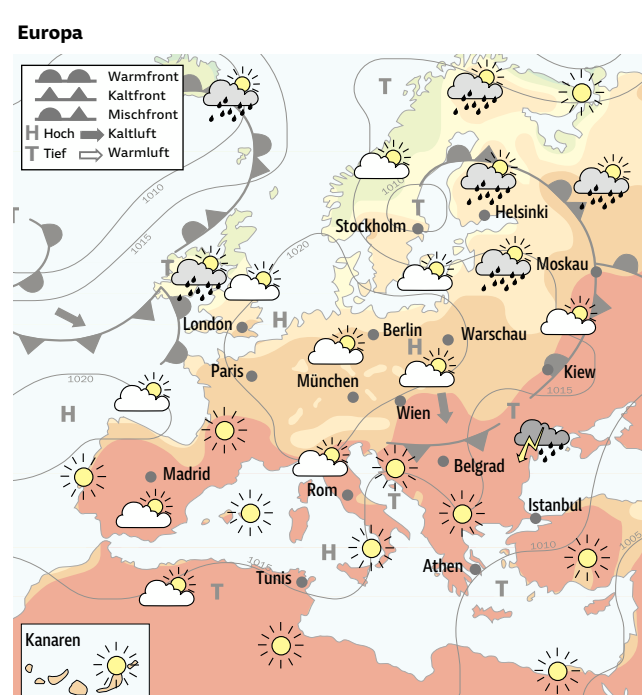 Europa
Warmfront
Kaltfront
Mischfront
H Hoch Kaltluft
T Tief Warmluft
T
1010
1010
T
Stockholm
Helsinki
T
1015
1020
T
Moskau
London
H
Berlin
Warschau
H
Paris
München
Kiew
1020
1015
H
Wien
T
Madrid
Belgrad
Rom
T
Istanbul
1010
1005
H
1015
Tunis
Athen
T
T
Kanaren